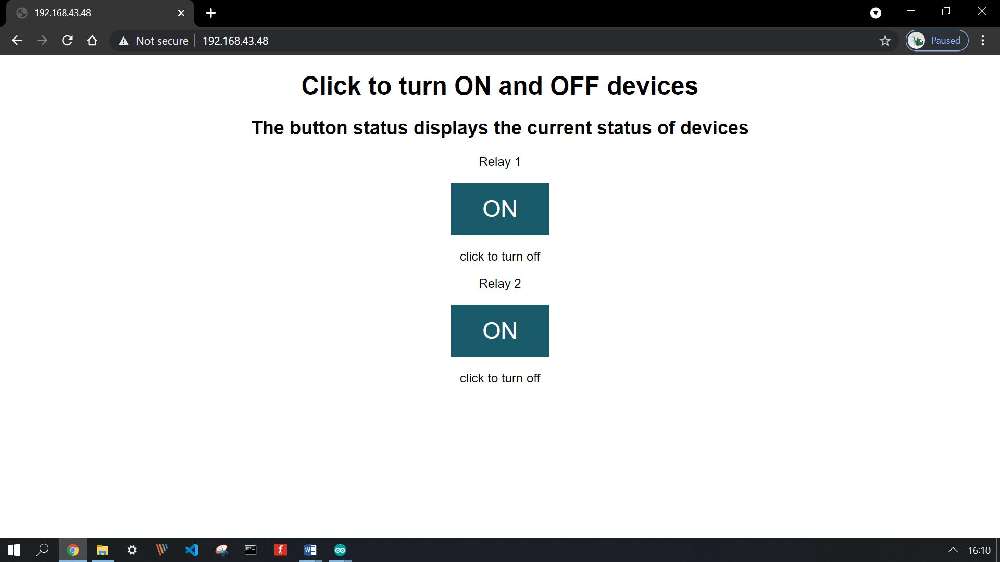 192.168.43.48
Not secure
192.168.43.48
Paused
Click to turn ON and OFF devices
The button status displays the current status of devices
Relay 1
ON
click to turn off
Relay 2
ON
click to turn off
16:10